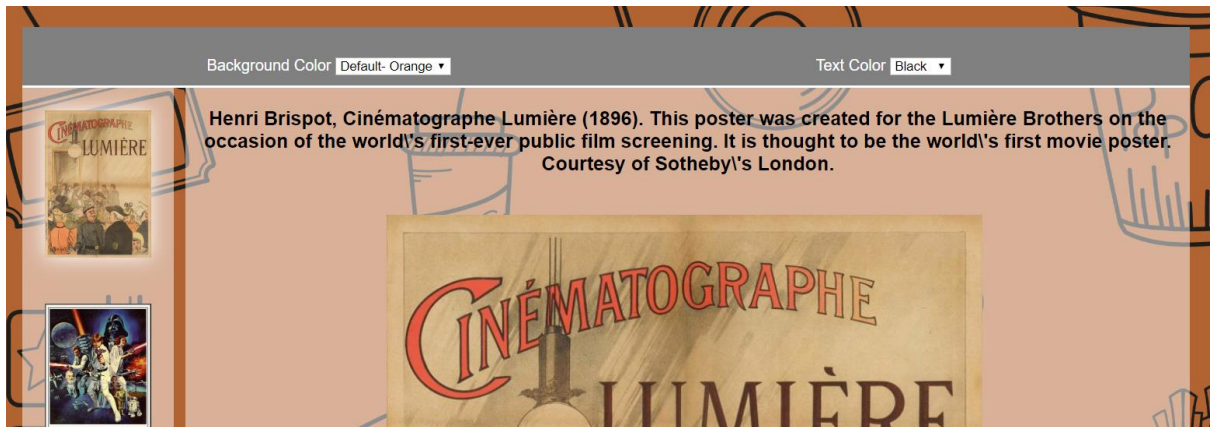 Background Color Default- Orange Text Color Black
CINÉMATOGRAPHE
LUMIÈRE
Henri Brispot, Cinématographe Lumière (1896). This poster was created for the Lumière Brothers on the
occasion of the world\'s first-ever public film screening. It is thought to be the world\'s first movie poster.
Courtesy of Sotheby\'s London.
CINÉMATOGRAPHE
LUMIÈRE